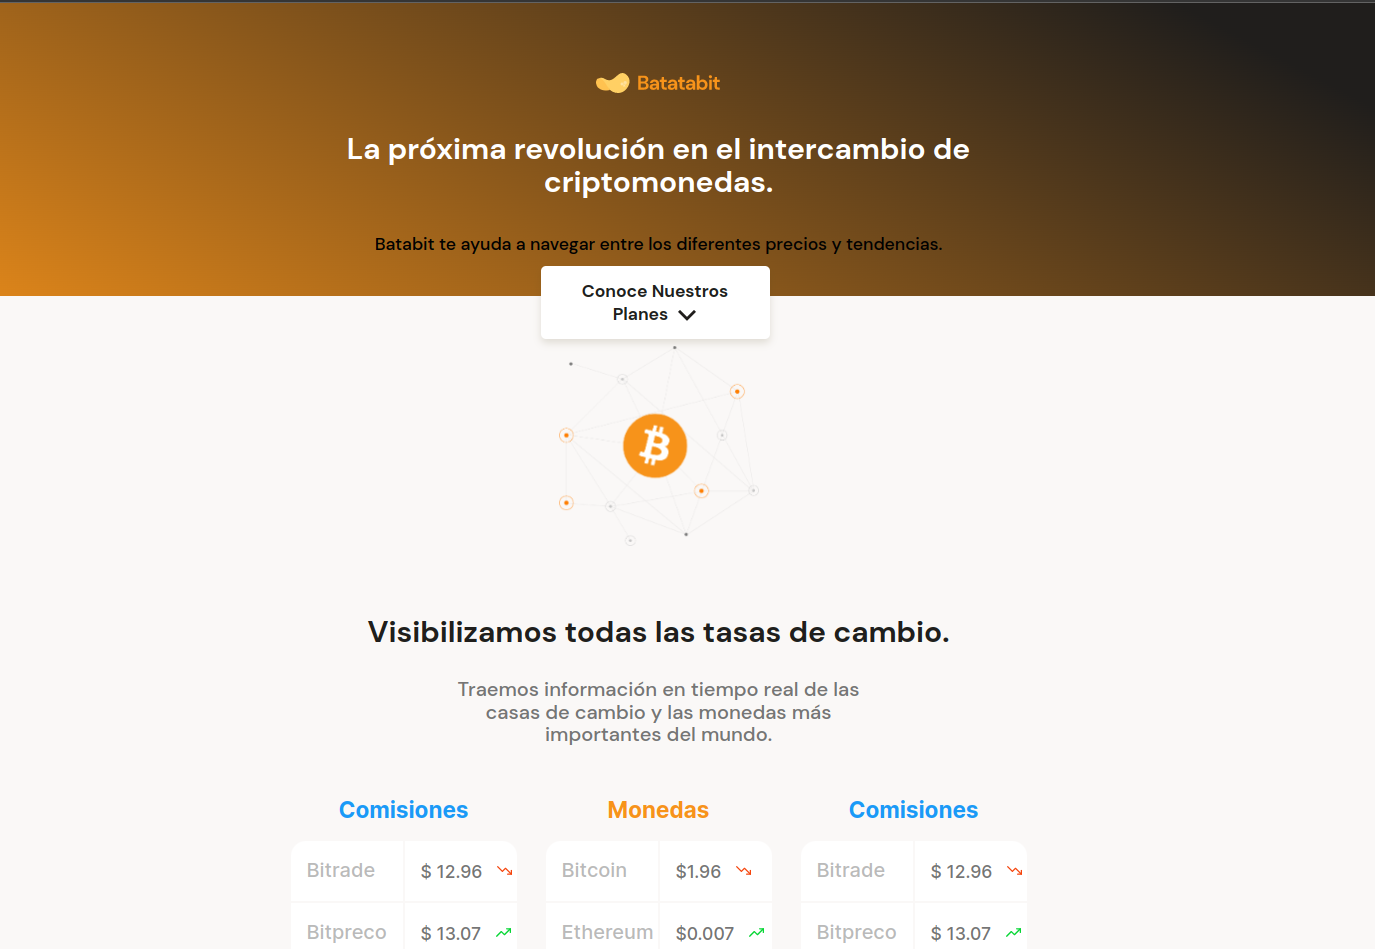 Batatabit
La próxima revolución en el intercambio de
criptomonedas.
Batabit te ayuda a navegar entre los diferentes precios y tendencias.
Conoce Nuestros
Planes
Visibilizamos todas las tasas de cambio.
Traemos información en tiempo real de las
casas de cambio y las monedas más
importantes del mundo.
Comisiones Monedas Comisiones
Bitrade $ 12.96 Bitcoin $1.96 Bitrade $ 12.96
Bitpreco $ 13.07 Ethereum $0.007 Bitpreco $ 13.07